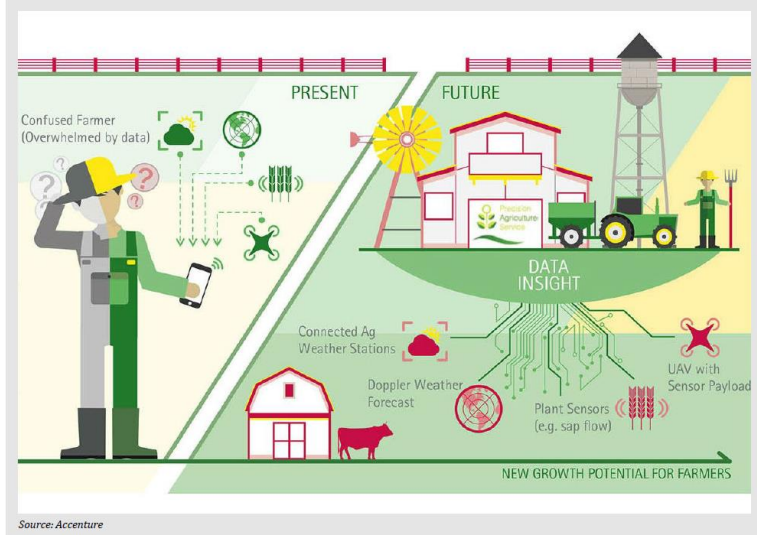 PRESENT
FUTURE
Confused Farmer
(Overwhelmed by data)
?
?
?
?
Precision
Agriculture
Service
DATA
INSIGHT
Connected Ag
Weather Stations
Doppler Weather
Forecast
Plant Sensors
(e.g. sap flow)
UAV with
Sensor Payload
NEW GROWTH POTENTIAL FOR FARMERS
Source: Accenture